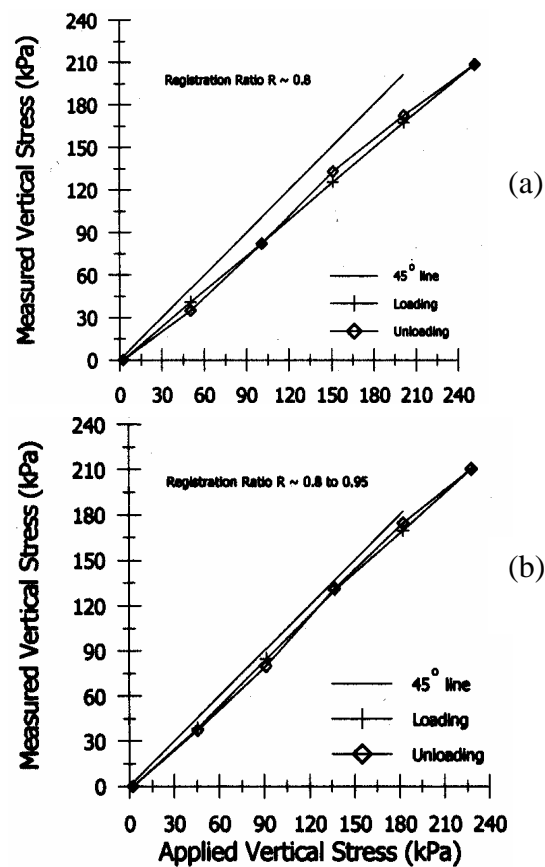 240
210
180
150
120
90
60
30
0
Measured Vertical Stress (kPa)
Registration Ratio R ~ 0.8
(a)
45° line
Loading
Unloading
0 30 60 90 120 150 180 210 240
240
210
180
150
120
90
60
30
0
Measured Vertical Stress (kPa)
Registration Ratio R ~ 0.8 to 0.95
(b)
45° line
Loading
Unloading
0 30 60 90 120 150 180 210 240
Applied Vertical Stress (kPa)